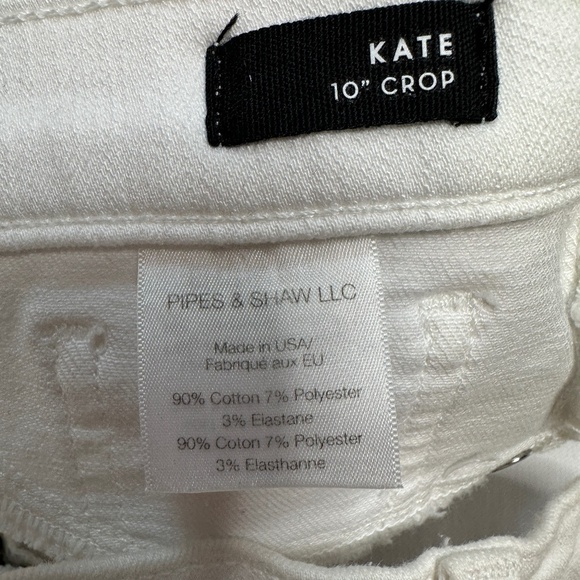 KATE
10" CROP
PIPES & SHAW LLC
Made in USA/
Fabriqué aux EU
90% Cotton 7% Polyester
3% Elastane
90% Coton 7% Polyester
3% Elasthanne